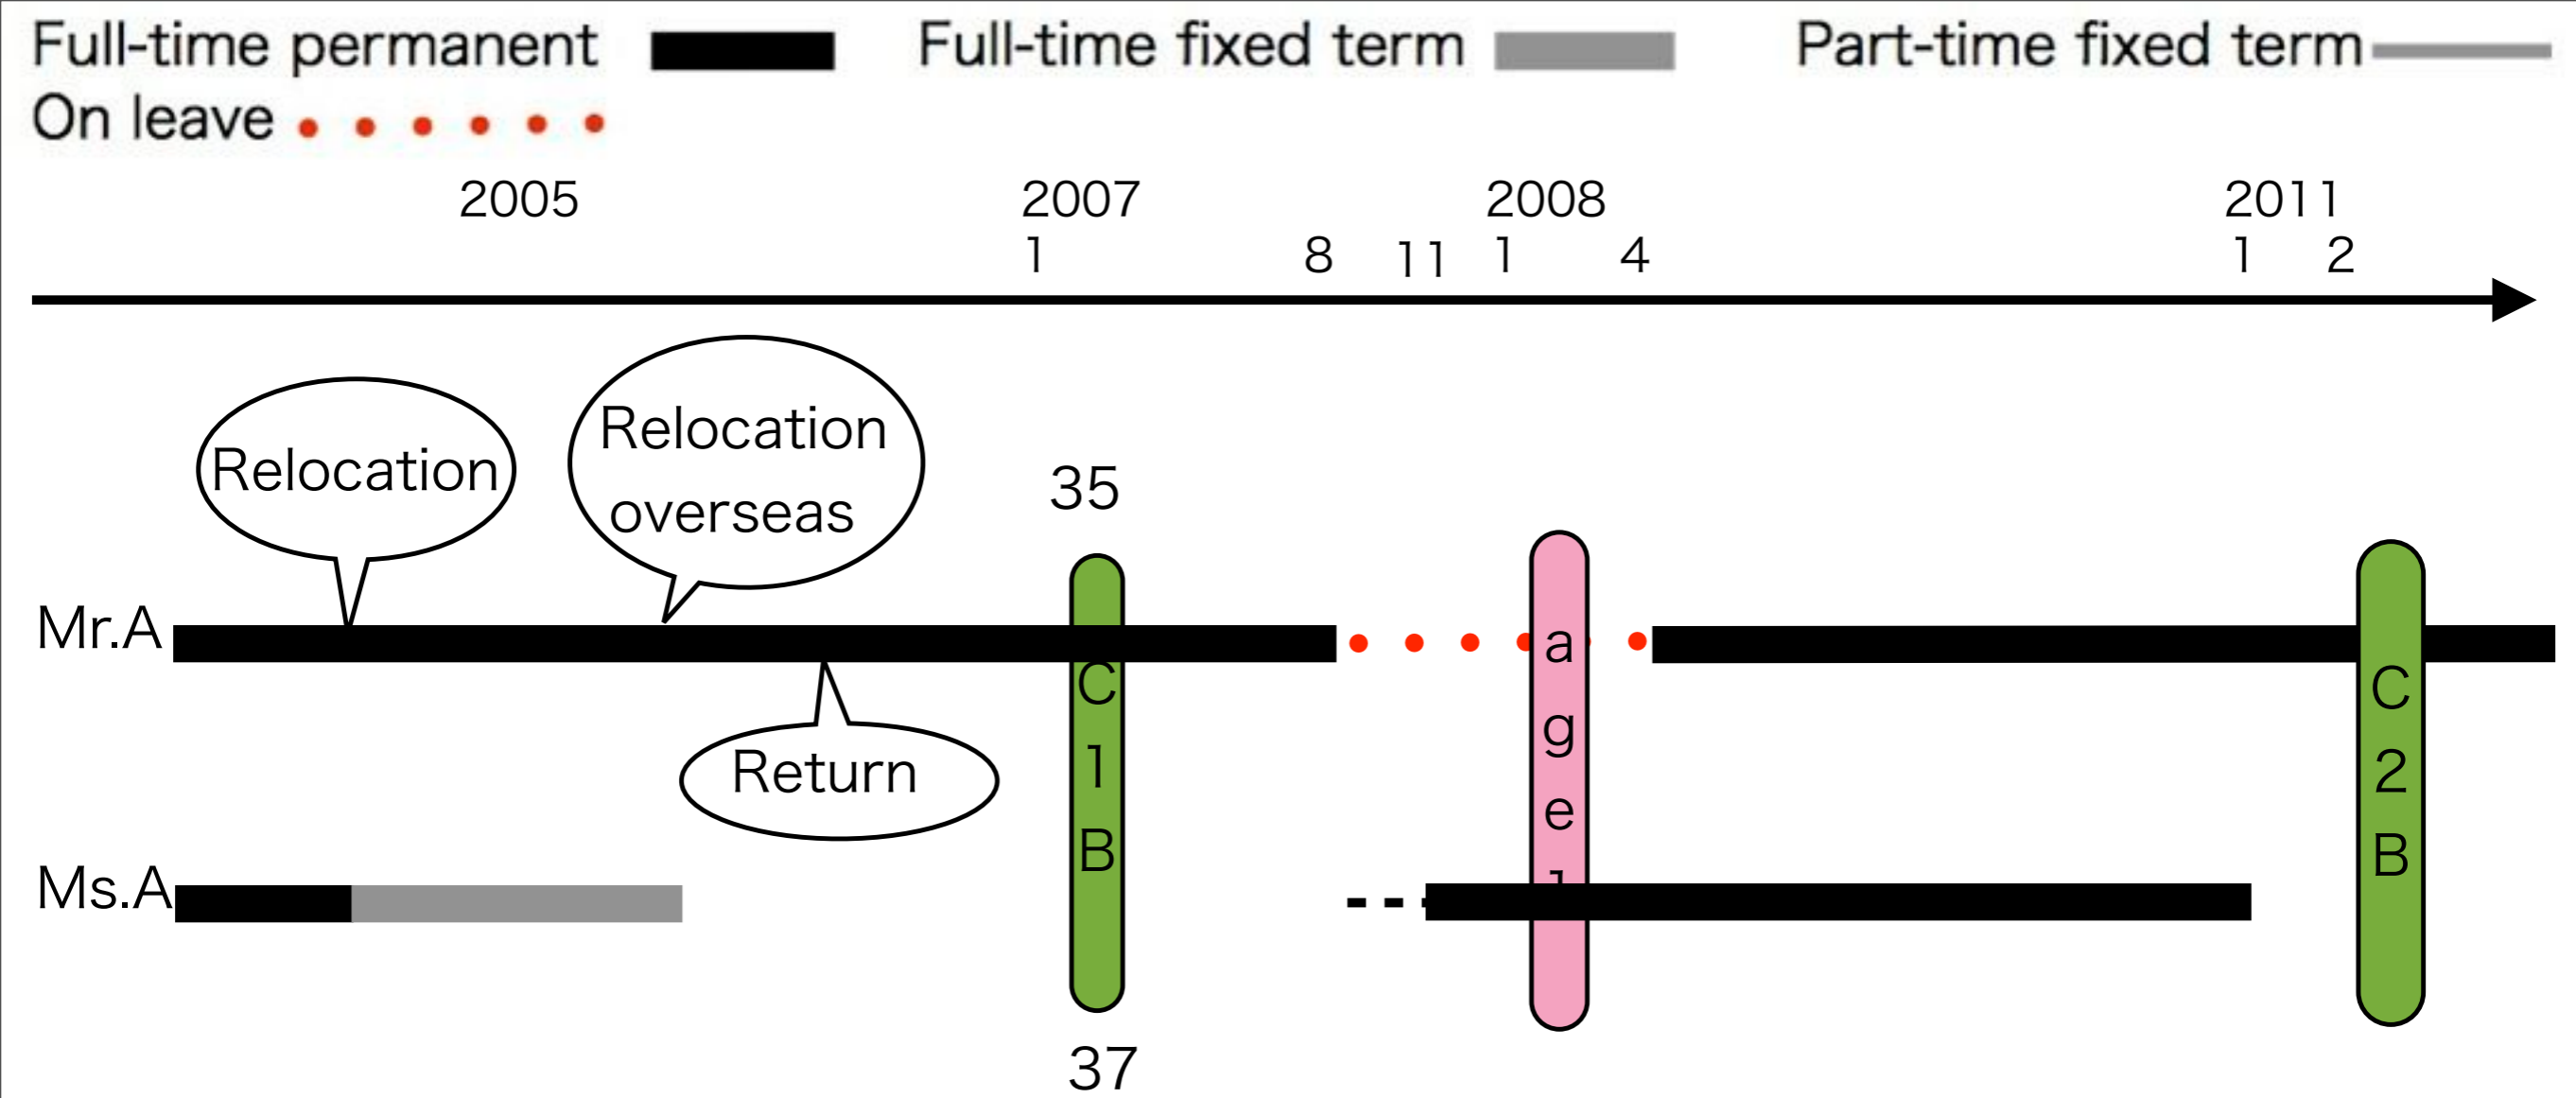 Full-time permanent Full-time fixed term Part-time fixed term
On leave
2005 2007 2008 2011
1 8 11 1 4 1 2
Relocation
Relocation
overseas
35
Mr.A
Return
Ms.A
C
1
B
a
g
e
1
C
2
B
37